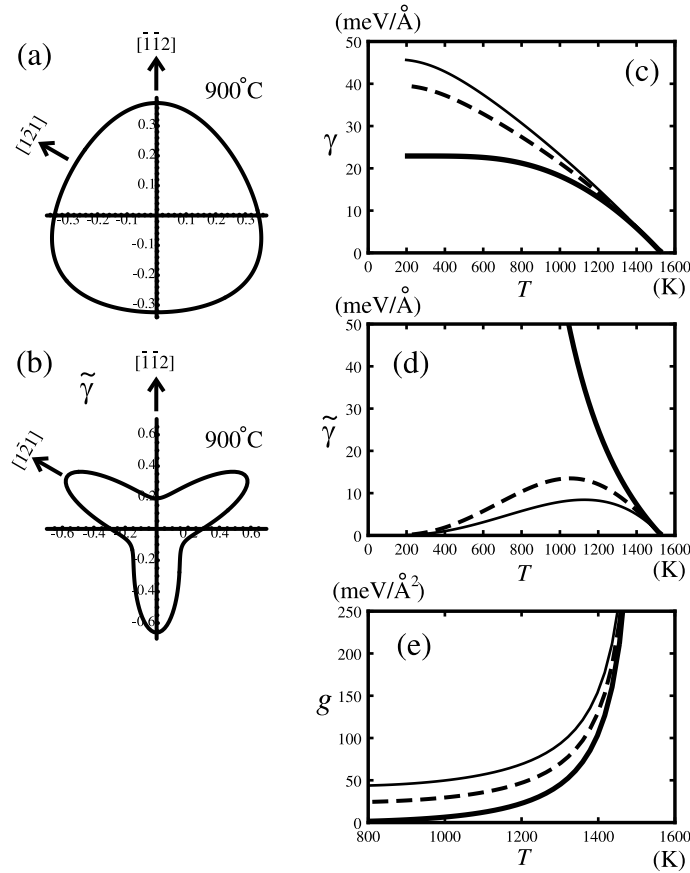 (a)
[1̄1̄2]
900°C
[12̄1]
0.3
0.2
0.1
-0.3 -0.2 -0.1 0.1 0.2 0.3
-0.1
-0.2
-0.3
(b)
γ̃
[1̄1̄2]
900°C
[12̄1]
0.6
0.4
0.2
-0.6 -0.4 -0.2 0.2 0.4 0.6
-0.2
-0.4
-0.6
(meV/Å)
(c)
γ
50
40
30
20
10
0
0 200 400 600 800 1000 1200 1400 1600
T (K)
(meV/Å)
(d)
γ̃
50
40
30
20
10
0
0 200 400 600 800 1000 1200 1400 1600
T (K)
(meV/Å²)
(e)
g
250
200
150
100
50
0
800 1000 1200 1400 1600
T (K)